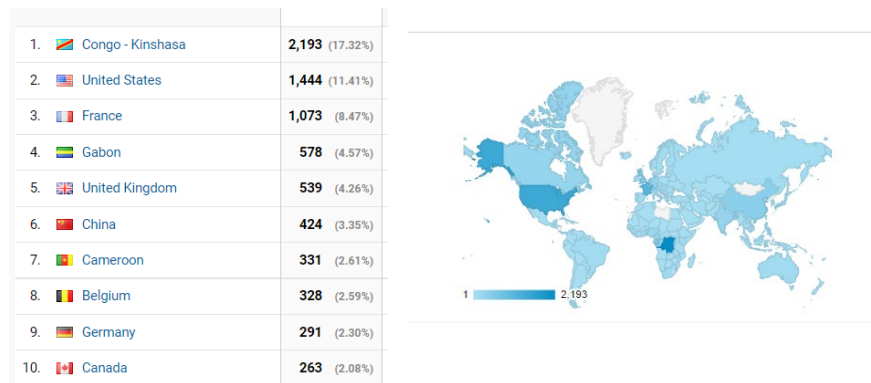 1. Congo - Kinshasa 2,193 (17.32%)
2. United States 1,444 (11.41%)
3. France 1,073 (8.47%)
4. Gabon 578 (4.57%)
5. United Kingdom 539 (4.26%)
6. China 424 (3.35%)
7. Cameroon 331 (2.61%)
8. Belgium 328 (2.59%)
9. Germany 291 (2.30%)
10. Canada 263 (2.08%)
1 2,193